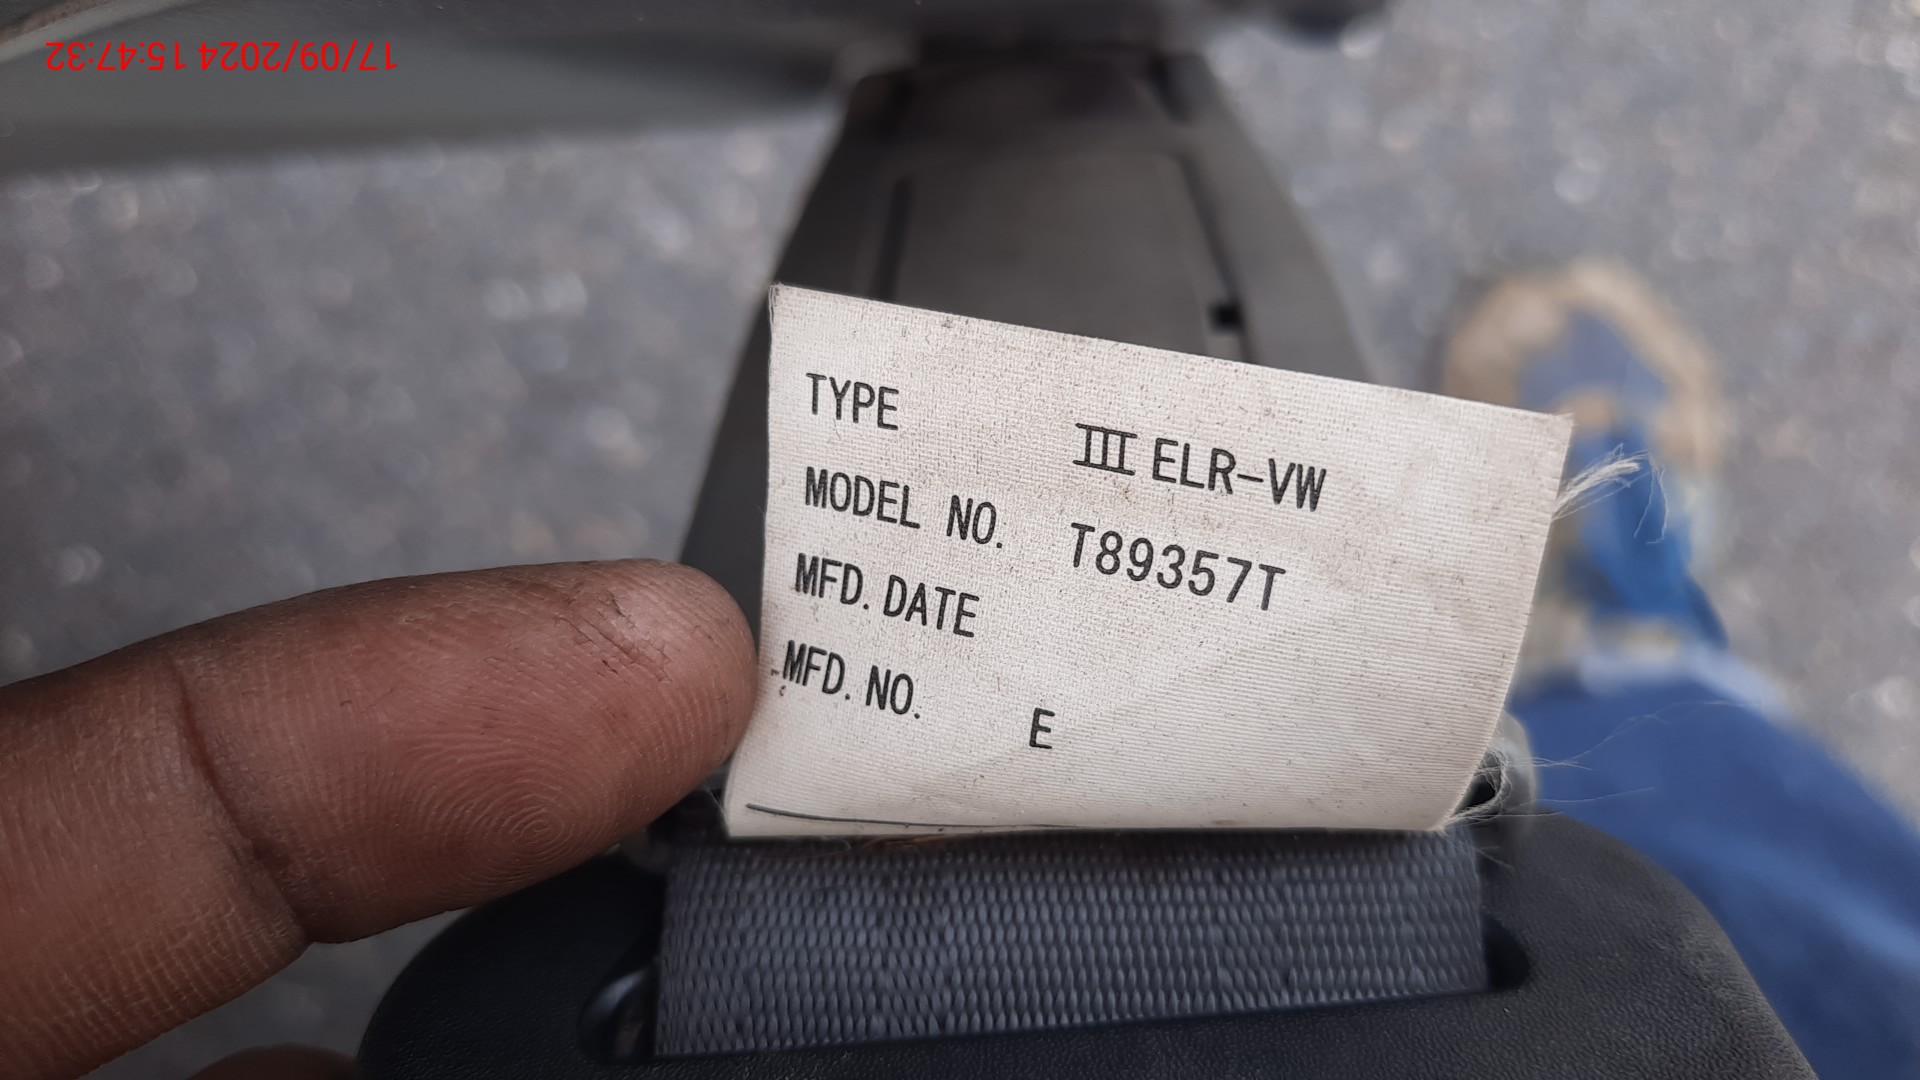 17/09/2024 15:47:32
TYPE III ELR-VW
MODEL NO. T89357T
MFD. DATE
MFD. NO. E